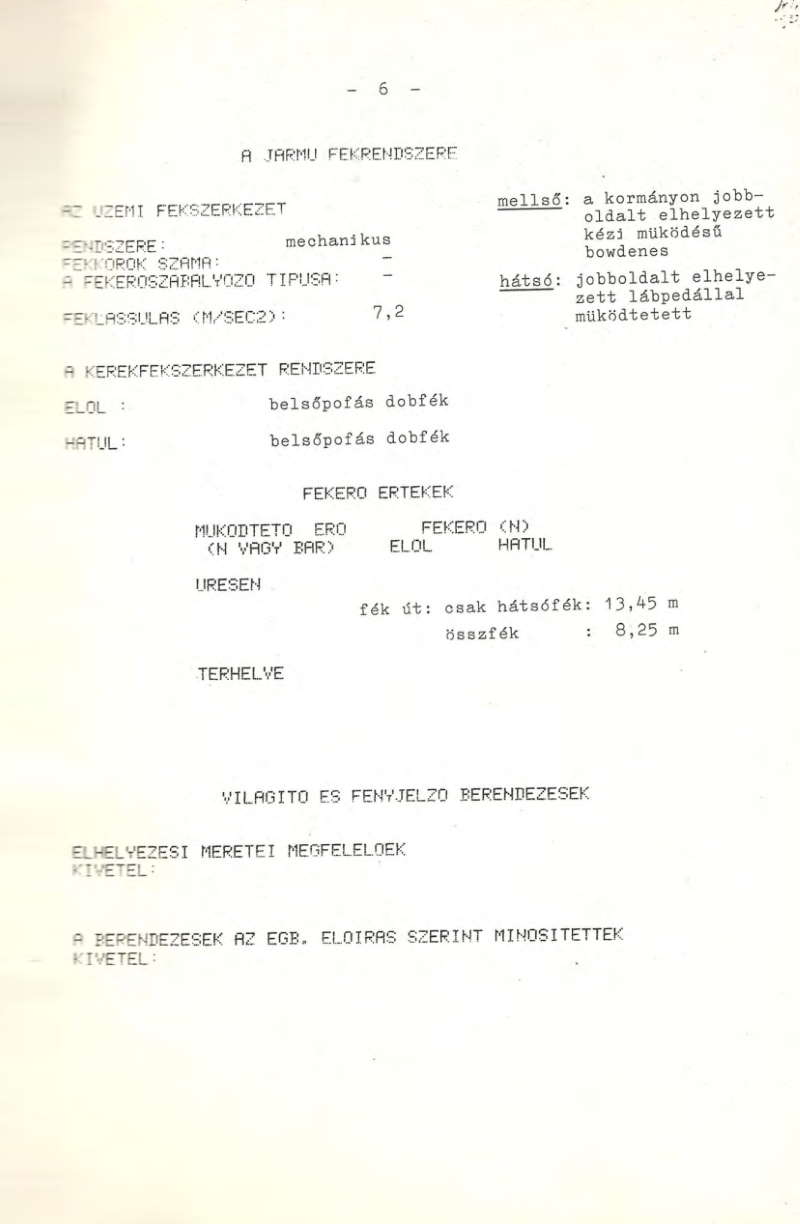 - 6 -
A JARMU FEKRENDSZERE
AZ UZEMI FEKSZERKEZET
mellső: a kormányon jobb-
oldalt elhelyezett
kézi müködésű
bowdenes
RENDSZERE: mechanikus
FEKKOROK SZAMA: -
A FEKEROSZABALYOZO TIPUSA: -
hátsó: jobboldalt elhelye-
zett lábpedállal
müködtetett
FEKLASSULAS (M/SEC2): 7,2
A KEREKFEKSZERKEZET RENDSZERE
ELOL : belsőpofás dobfék
HATUL: belsőpofás dobfék
FEKERO ERTEKEK
MUKODTETO ERO FEKERO (N)
(N VAGY BAR) ELOL HATUL
URESEN
fék út: csak hátsófék: 13,45 m
összfék : 8,25 m
TERHELVE
VILAGITO ES FENYJELZO BERENDEZESEK
ELHELYEZESI MERETEI MEGFELELOEK
KIVETEL:
A BERENDEZESEK AZ EGB. ELOIRAS SZERINT MINOSITETTEK
KIVETEL: